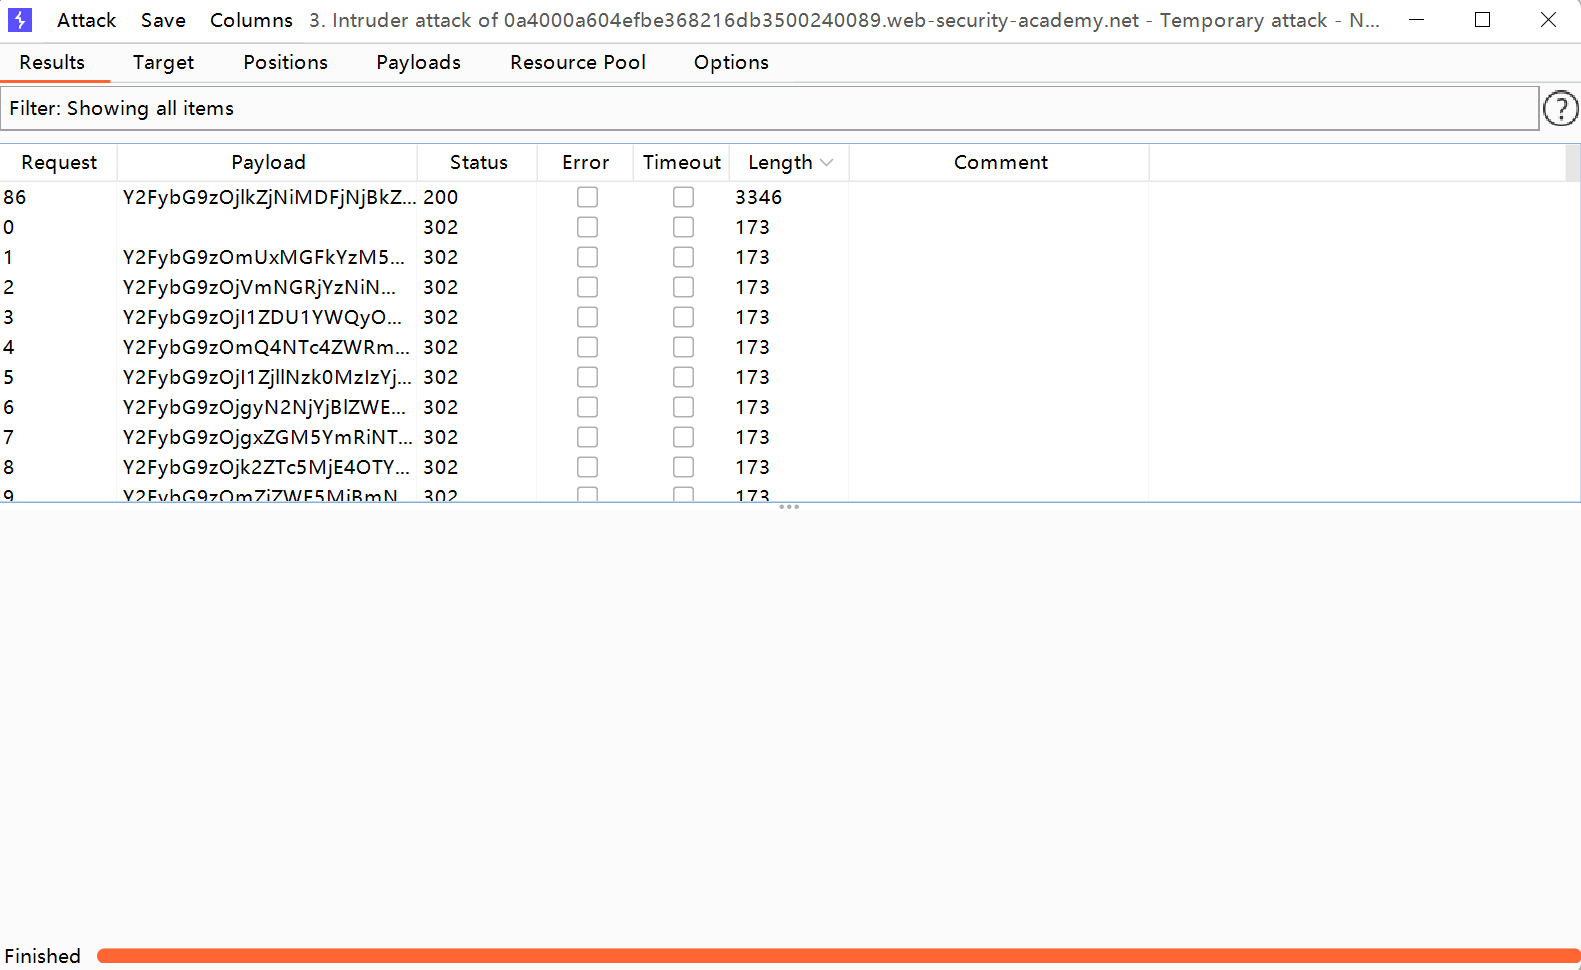 Attack Save Columns 3. Intruder attack of 0a4000a604efbe368216db3500240089.web-security-academy.net - Temporary attack - N...
Results Target Positions Payloads Resource Pool Options
Filter: Showing all items
?
Request Payload Status Error Timeout Length Comment
86 Y2FybG9zOjlkZjNiMDFjNjBkZ... 200 3346
0 302 173
1 Y2FybG9zOmUxMGFkYzM5... 302 173
2 Y2FybG9zOjVmNGRjYzNiN... 302 173
3 Y2FybG9zOjI1ZDU1YWQyO... 302 173
4 Y2FybG9zOmQ4NTc4ZWRm... 302 173
5 Y2FybG9zOjI1ZjllNzk0MzIzYj... 302 173
6 Y2FybG9zOjgyN2NjYjBlZWE... 302 173
7 Y2FybG9zOjgxZGM5YmRiNT... 302 173
8 Y2FybG9zOjk2ZTc5MjE4OTY... 302 173
9 Y2FybG9zOmZjZWE5MjBmN 302 173
Finished